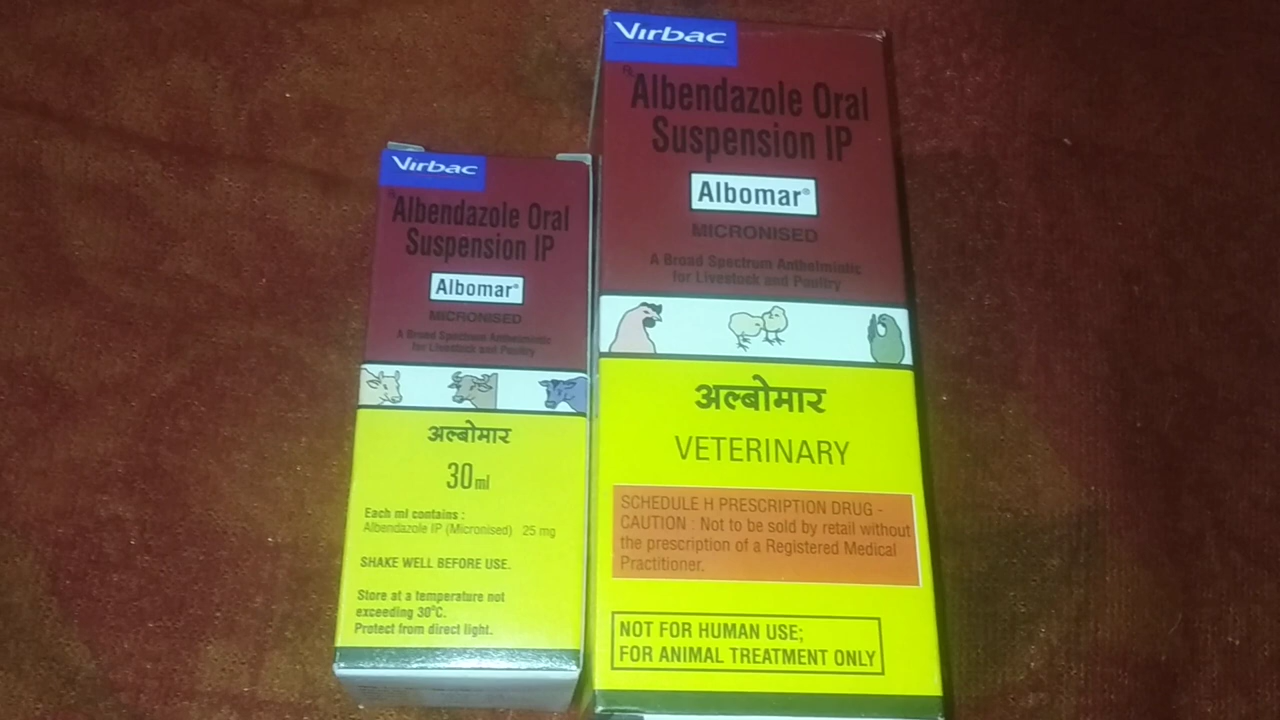 Virbac
℞
Albendazole Oral
Suspension IP
Albomar®
MICRONISED
A Broad Spectrum Anthelmintic
for Livestock and Poultry
अल्बोमार
30 ml
Each ml contains :
Albendazole IP (Micronised) 25 mg
SHAKE WELL BEFORE USE.
Store at a temperature not
exceeding 30°C.
Protect from direct light.
Virbac
℞
Albendazole Oral
Suspension IP
Albomar®
MICRONISED
A Broad Spectrum Anthelmintic
for Livestock and Poultry
अल्बोमार
VETERINARY
SCHEDULE H PRESCRIPTION DRUG -
CAUTION : Not to be sold by retail without
the prescription of a Registered Medical
Practitioner.
NOT FOR HUMAN USE;
FOR ANIMAL TREATMENT ONLY